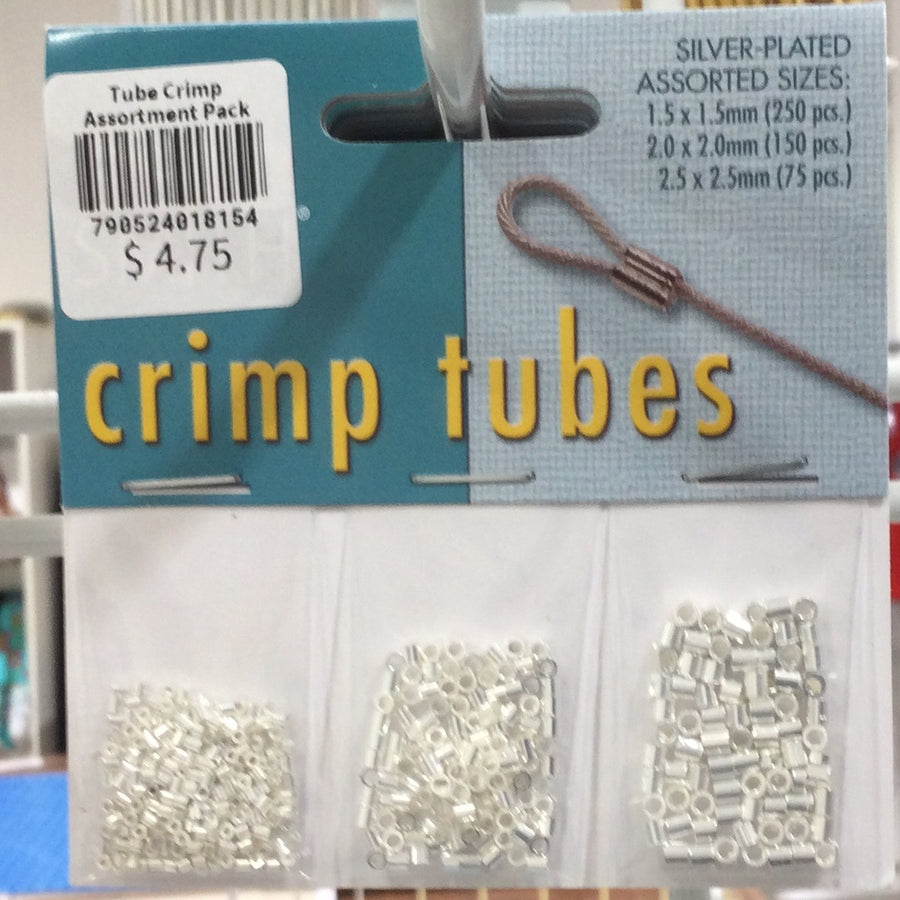 Tube Crimp
Assortment Pack
790524018154
$ 4.75
®
SILVER-PLATED
ASSORTED SIZES:
1.5 x 1.5mm (250 pcs.)
2.0 x 2.0mm (150 pcs.)
2.5 x 2.5mm (75 pcs.)
crimp tubes